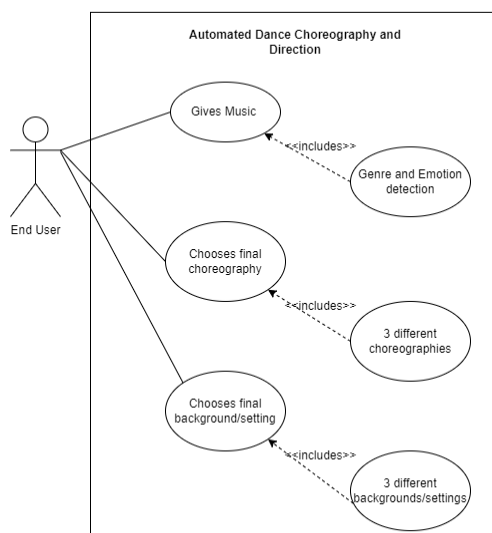 Automated Dance Choreography and
Direction
Gives Music
<<includes>>
Genre and Emotion
detection
End User
Chooses final
choreography
<<includes>>
3 different
choreographies
Chooses final
background/setting
<<includes>>
3 different
backgrounds/settings